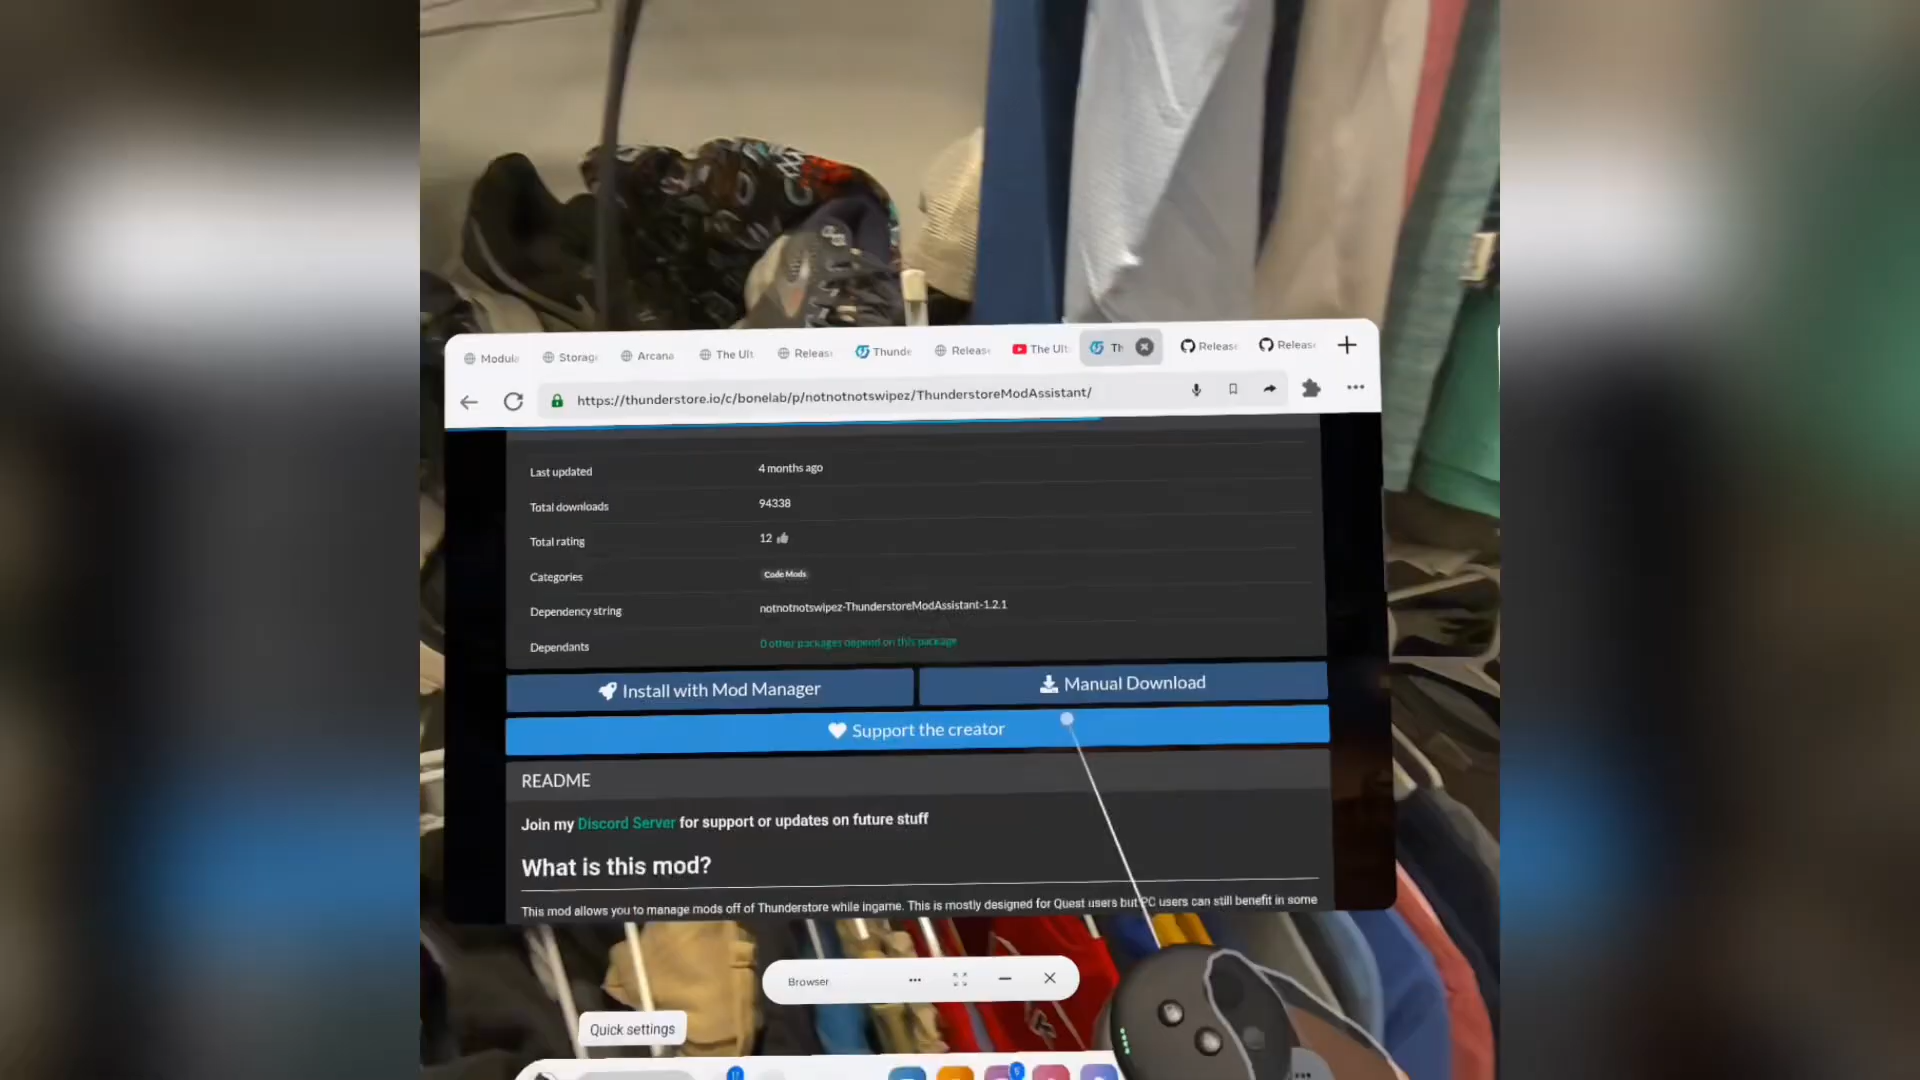 Modula
Storag
Arcana
The Ult
Releas
Thunde
Releas
The Ult
Th
Releas
Releas
https://thunderstore.io/c/bonelab/p/notnotnotswipez/ThunderstoreModAssistant/
Last updated
4 months ago
Total downloads
94338
Total rating
12
Categories
Code Mods
Dependency string
notnotnotswipez-ThunderstoreModAssistant-1.2.1
Dependants
0 other packages depend on this package
Install with Mod Manager
Manual Download
Support the creator
README
Join my Discord Server for support or updates on future stuff
What is this mod?
This mod allows you to manage mods off of Thunderstore while ingame. This is mostly designed for Quest users but PC users can still benefit in some
Browser
Quick settings